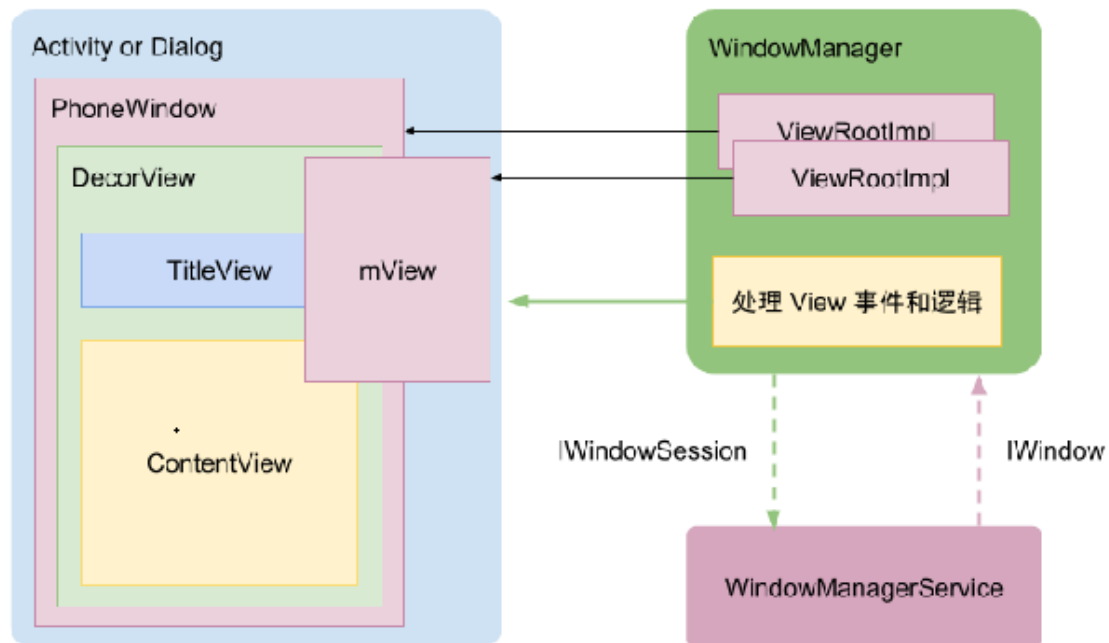 Activity or Dialog
PhoneWindow
DecorView
TitleView
mView
ContentView
WindowManager
ViewRootImpl
ViewRootImpl
处理 View 事件和逻辑
IWindowSession
IWindow
WindowManagerService